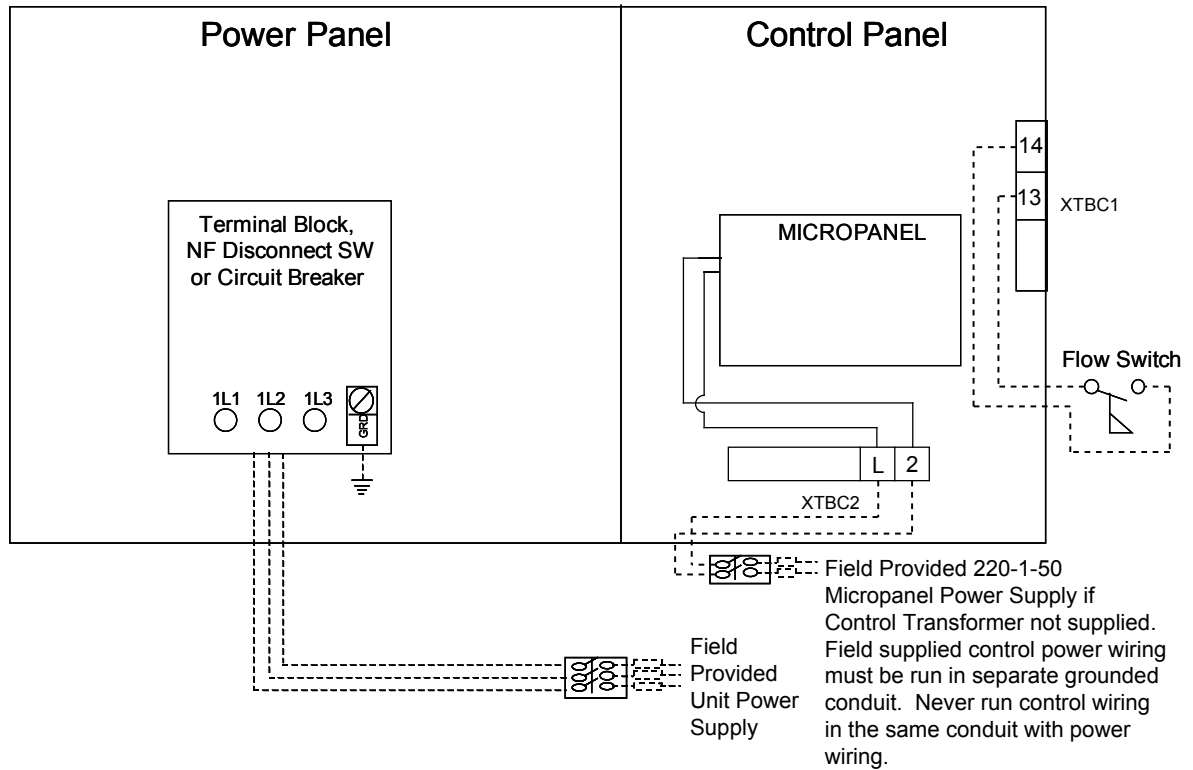 Power Panel
Control Panel
Terminal Block,
NF Disconnect SW
or Circuit Breaker
1L1 1L2 1L3
GRD
MICROPANEL
14
13
XTBC1
Flow Switch
L 2
XTBC2
Field Provided 220-1-50
Micropanel Power Supply if
Control Transformer not supplied.
Field supplied control power wiring
must be run in separate grounded
conduit. Never run control wiring
in the same conduit with power
wiring.
Field
Provided
Unit Power
Supply